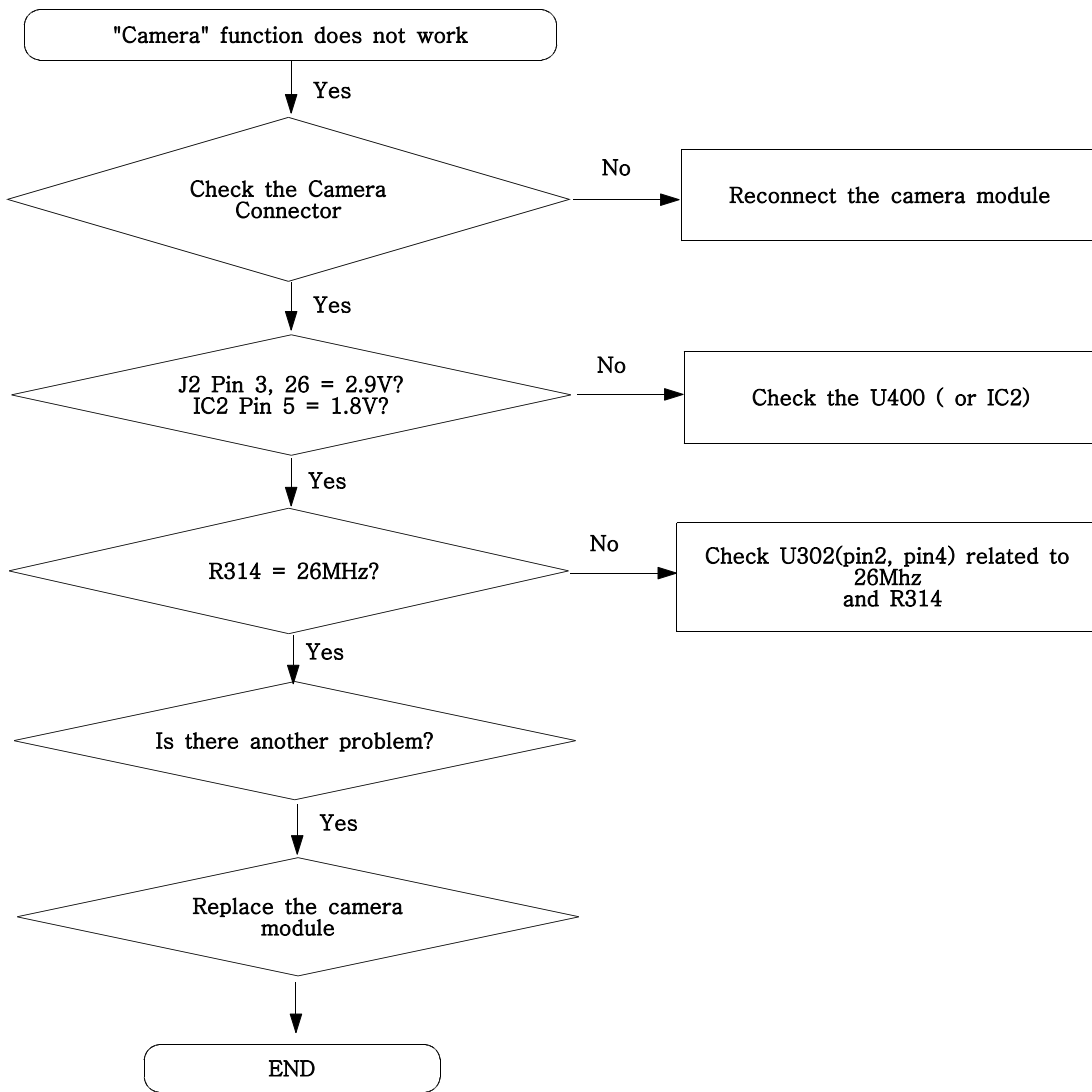 "Camera" function does not work
Yes
Check the Camera
Connector
No
Reconnect the camera module
Yes
J2 Pin 3, 26 = 2.9V?
IC2 Pin 5 = 1.8V?
No
Check the U400 ( or IC2)
Yes
R314 = 26MHz?
No
Check U302(pin2, pin4) related to
26Mhz
and R314
Yes
Is there another problem?
Yes
Replace the camera
module
END